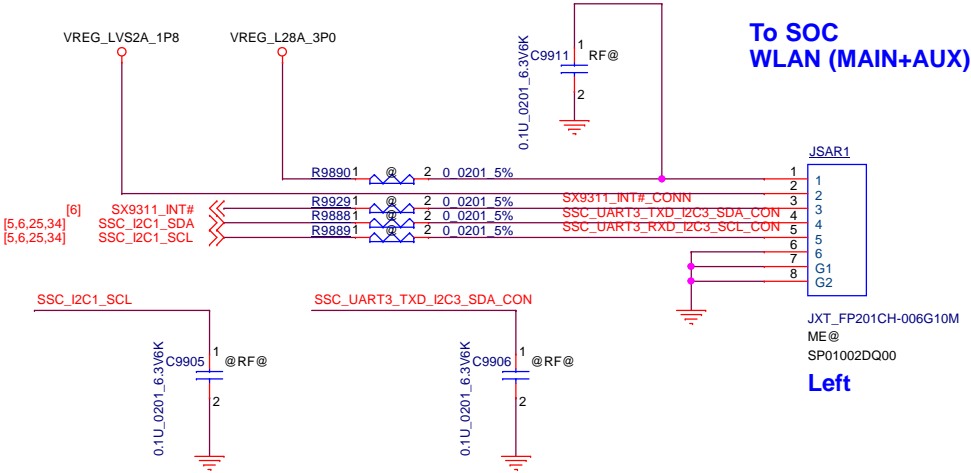 VREG_LVS2A_1P8
VREG_L28A_3P0
C9911
1
RF@
2
0.1U_0201_6.3V6K
To SOC
WLAN (MAIN+AUX)
JSAR1
R9890 1 @ 2 0_0201_5%
[6] SX9311_INT# R9929 1 @ 2 0_0201_5% SX9311_INT#_CONN
[5,6,25,34] SSC_I2C1_SDA R9888 1 @ 2 0_0201_5% SSC_UART3_TXD_I2C3_SDA_CON
[5,6,25,34] SSC_I2C1_SCL R9889 1 @ 2 0_0201_5% SSC_UART3_RXD_I2C3_SCL_CON
1 1
2 2
3 3
4 4
5 5
6 6
7 G1
8 G2
JXT_FP201CH-006G10M
ME@
SP01002DQ00
Left
SSC_I2C1_SCL
C9905
1
@RF@
2
0.1U_0201_6.3V6K
SSC_UART3_TXD_I2C3_SDA_CON
C9906
1
@RF@
2
0.1U_0201_6.3V6K